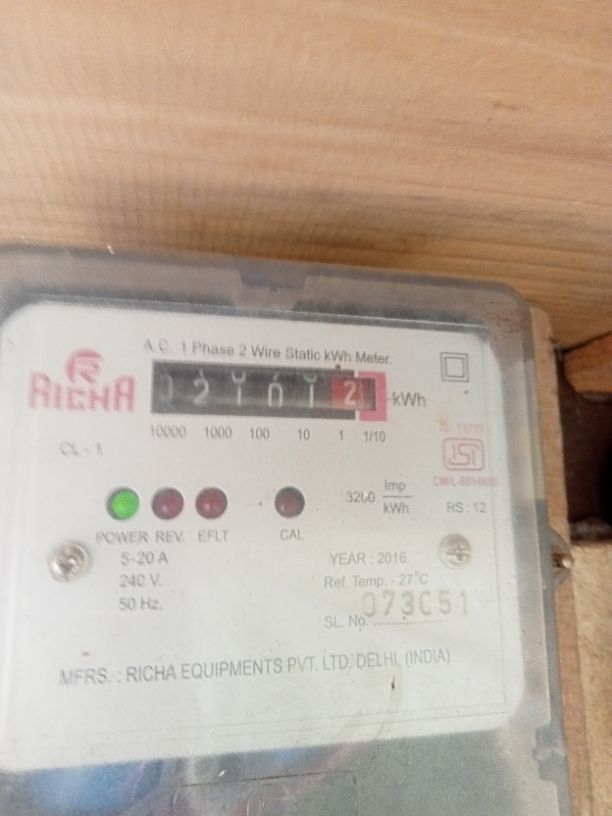 A.C. 1 Phase 2 Wire Static kWh Meter.
RICHA
kWh
10000 1000 100 10 1 1/10
CL - 1
3200 Imp/kWh
RS : 12
POWER REV. EFLT CAL
5-20 A
240 V.
50 Hz.
YEAR : 2016
Ref. Temp. - 27°C
SL. No.
MFRS. : RICHA EQUIPMENTS PVT. LTD. DELHI, (INDIA)